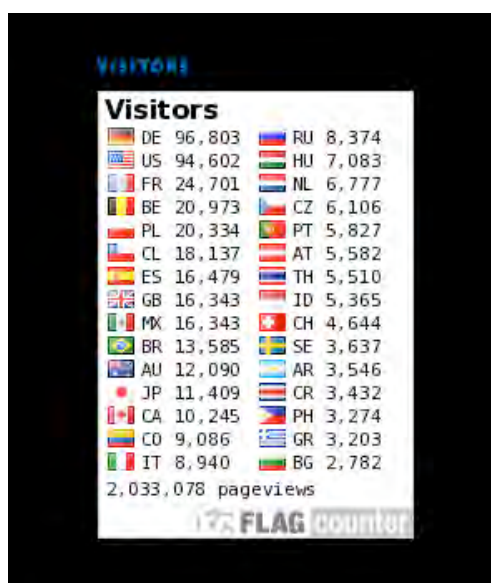 VISITORS
Visitors
DE 96,803 RU 8,374
US 94,602 HU 7,083
FR 24,701 NL 6,777
BE 20,973 CZ 6,106
PL 20,334 PT 5,827
CL 18,137 AT 5,582
ES 16,479 TH 5,510
GB 16,343 ID 5,365
MX 16,343 CH 4,644
BR 13,585 SE 3,637
AU 12,090 AR 3,546
JP 11,409 CR 3,432
CA 10,245 PH 3,274
CO 9,086 GR 3,203
IT 8,940 BG 2,782
2,033,078 pageviews
FLAG counter